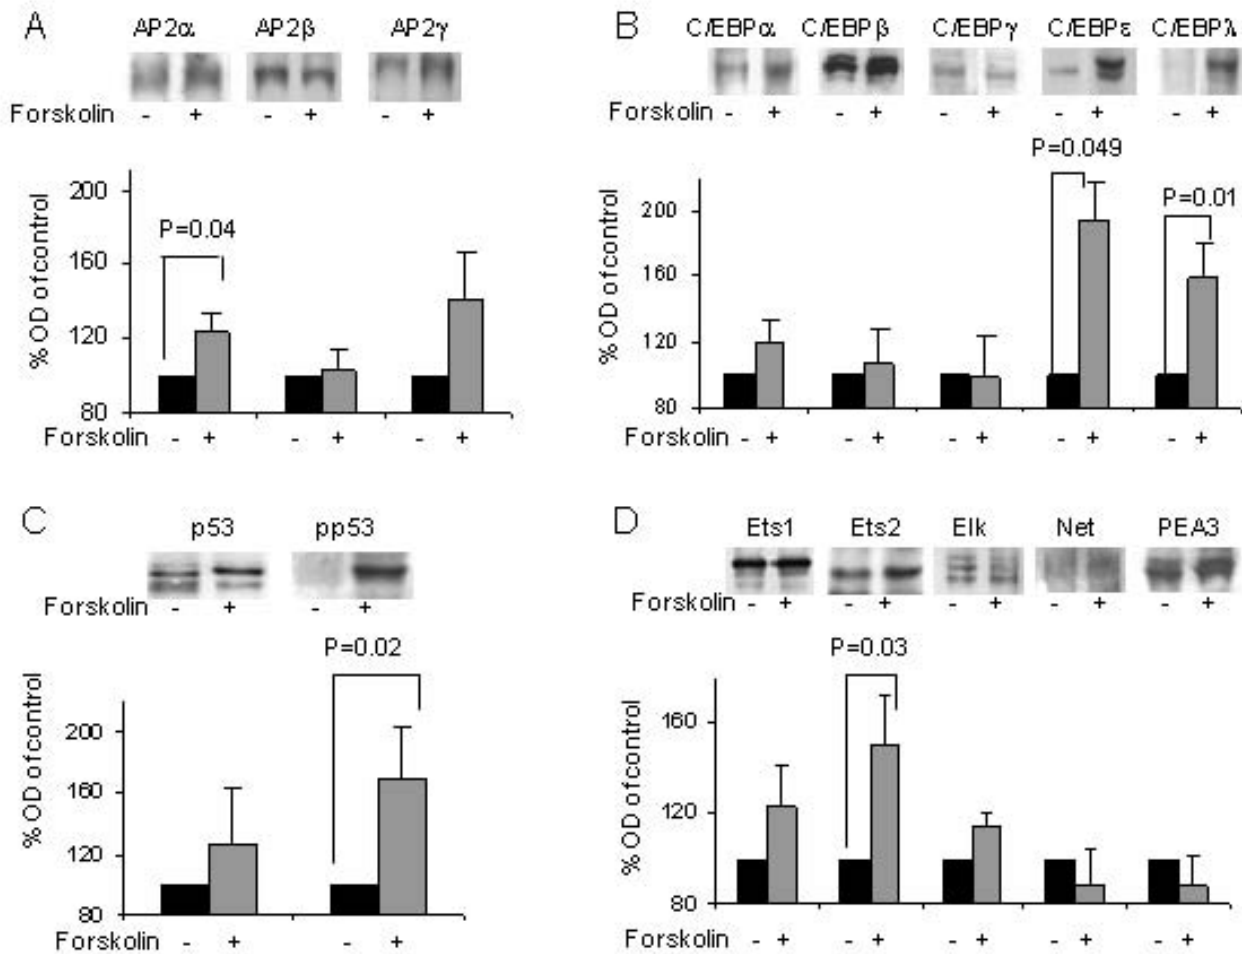 A
AP2α AP2β AP2γ
Forskolin - + - + - +
% OD of control
200
160
120
80
P=0.04
Forskolin - + - + - +
B
C/EBPα C/EBPβ C/EBPγ C/EBPε C/EBPλ
Forskolin - + - + - + - + - +
% OD of control
200
160
120
80
P=0.049
P=0.01
Forskolin - + - + - + - + - +
C
p53 pp53
Forskolin - + - +
% OD of control
200
160
120
80
P=0.02
Forskolin - + - +
D
Ets1 Ets2 Elk Net PEA3
Forskolin - + - + - + - + - +
% OD of control
160
120
80
P=0.03
Forskolin - + - + - + - + - +